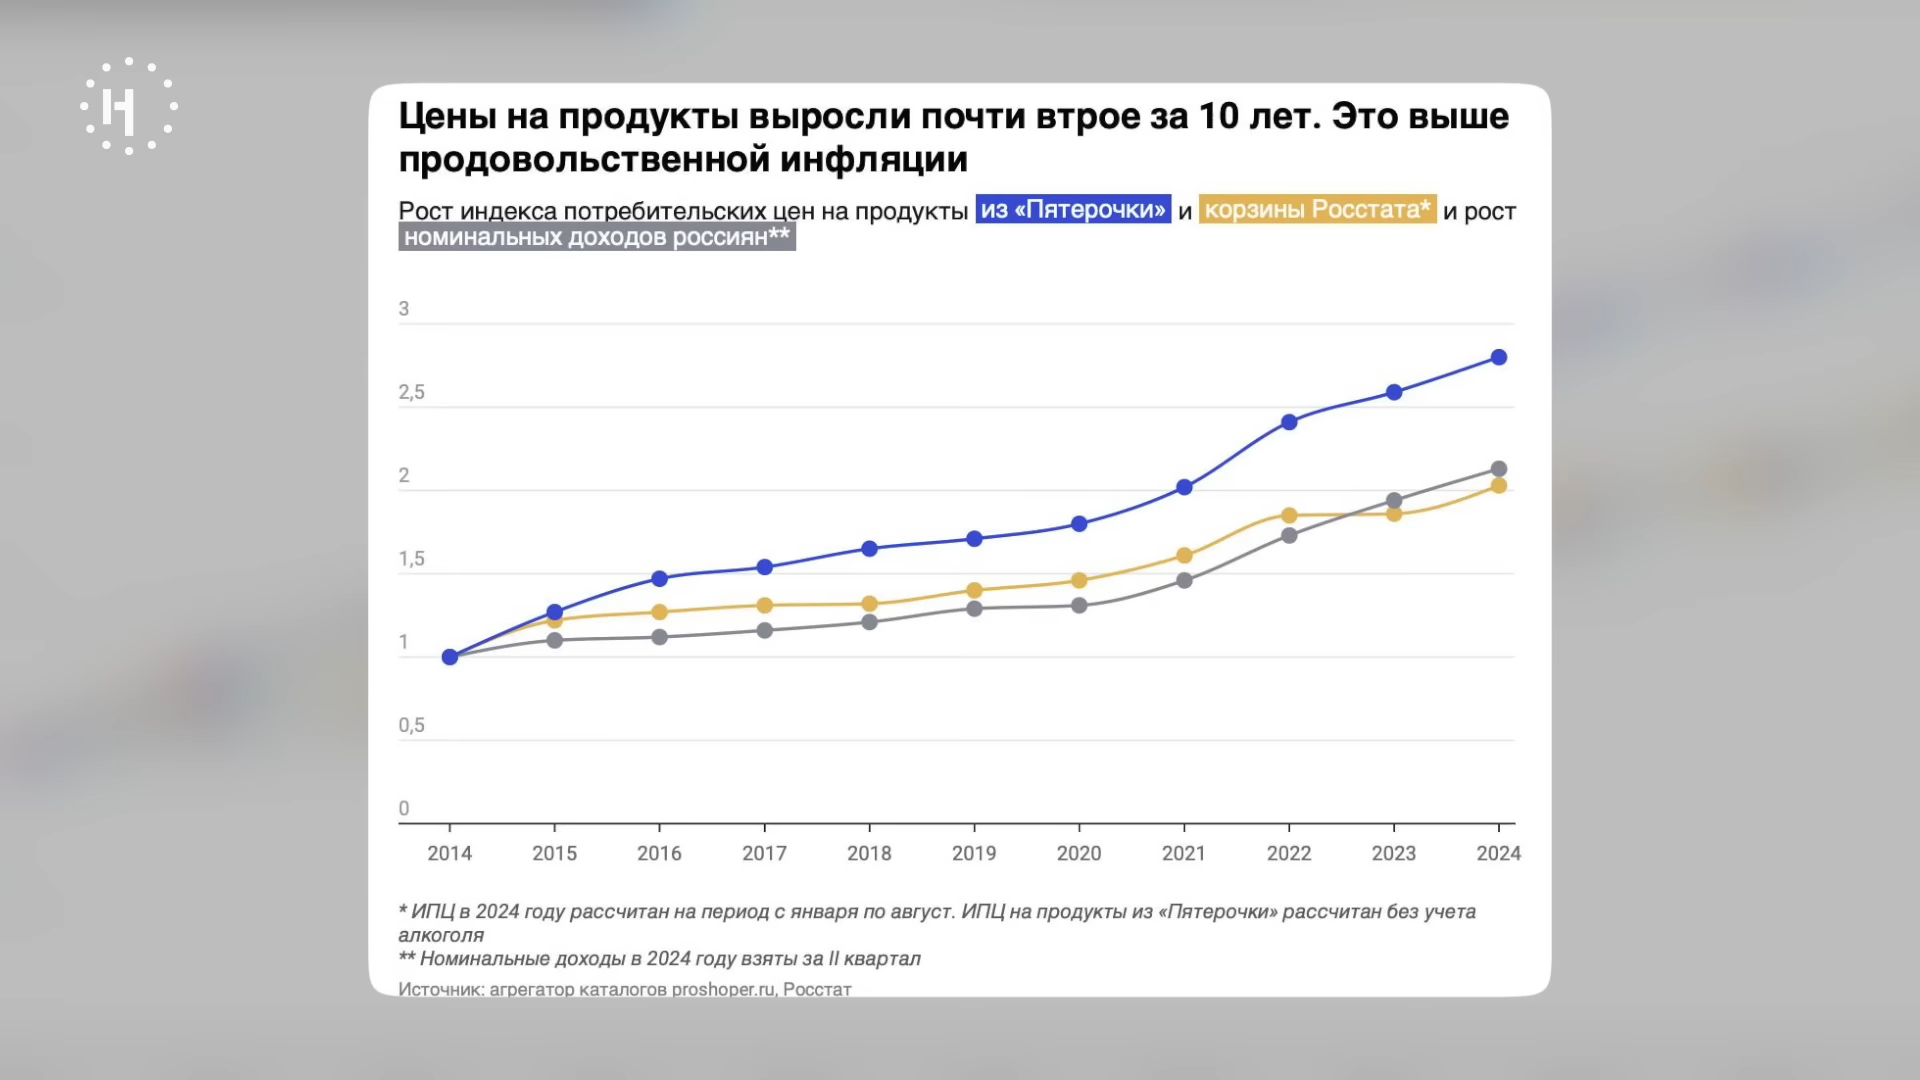 Н
Цены на продукты выросли почти втрое за 10 лет. Это выше
продовольственной инфляции
Рост индекса потребительских цен на продукты из «Пятерочки» и корзины Росстата* и рост
номинальных доходов россиян**
3
2,5
2
1,5
1
0,5
0
2014 2015 2016 2017 2018 2019 2020 2021 2022 2023 2024
* ИПЦ в 2024 году рассчитан на период с января по август. ИПЦ на продукты из «Пятерочки» рассчитан без учета
алкоголя
** Номинальные доходы в 2024 году взяты за II квартал
Источник: агрегатор каталогов proshoper.ru, Росстат